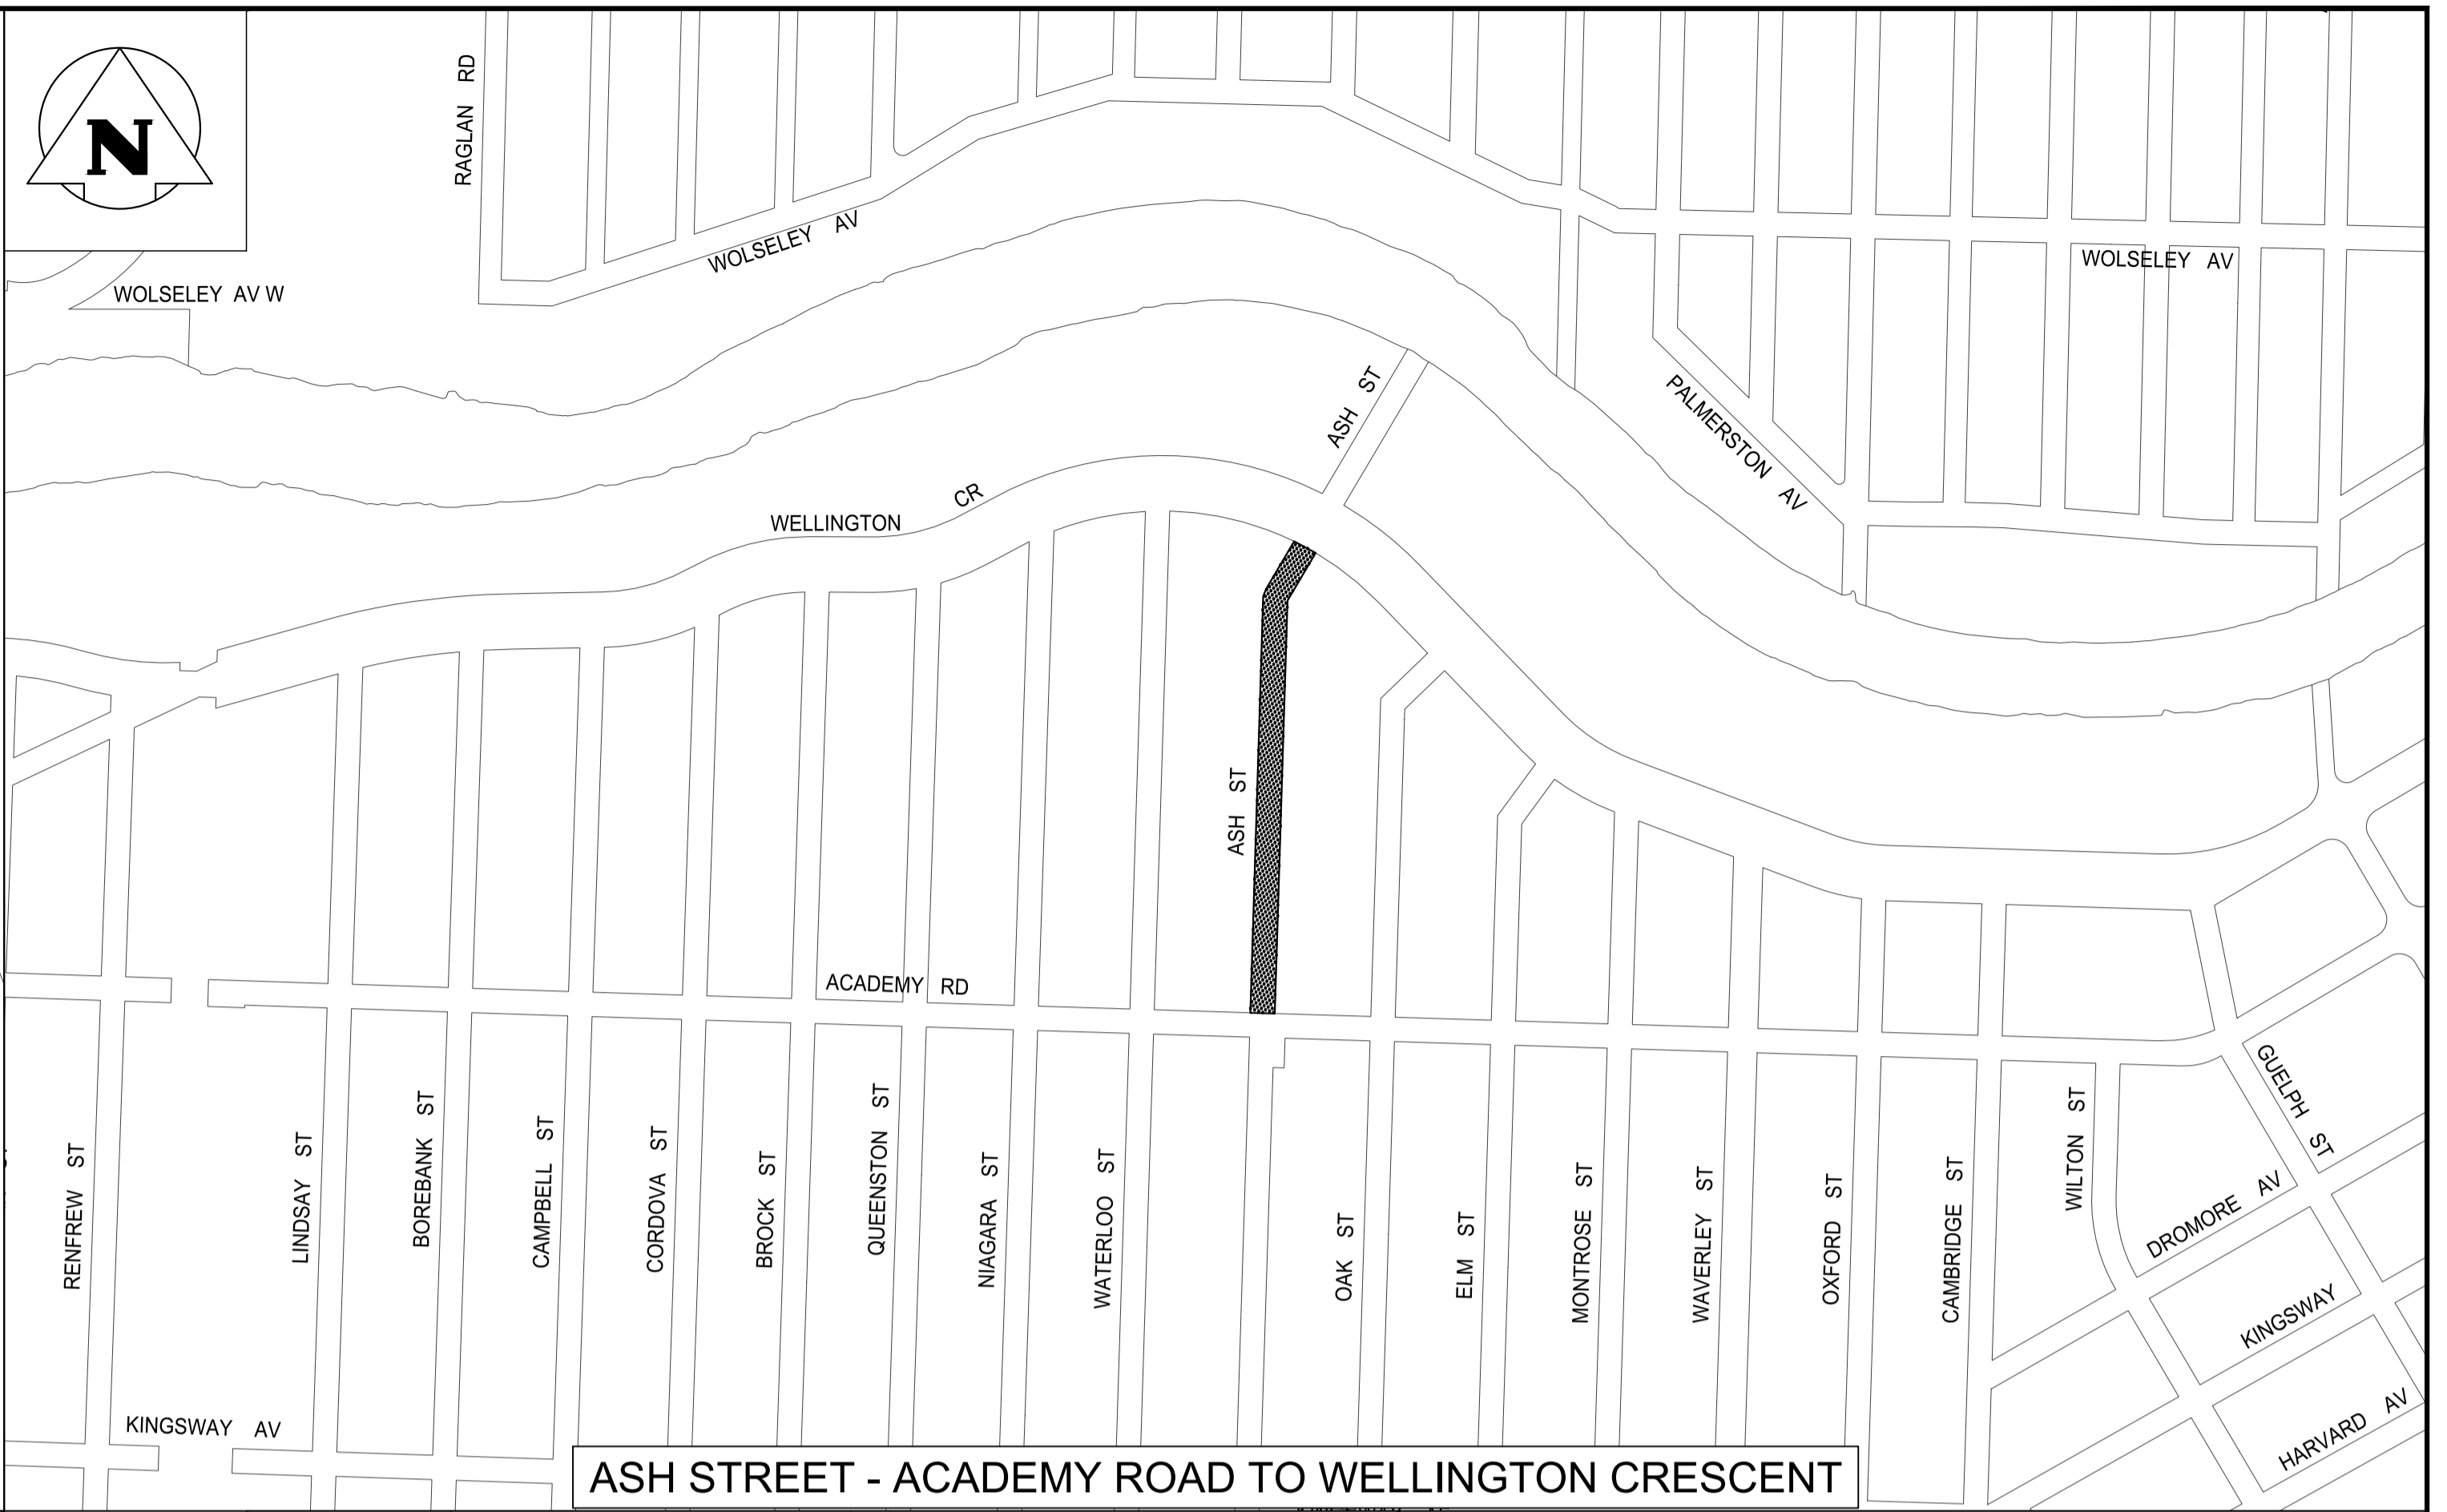 N
RAGLAN RD
WOLSELEY AV
WOLSELEY AV W
WOLSELEY AV
ASH ST
PALMERSTON AV
WELLINGTON CR
ASH ST
ACADEMY RD
RENFREW ST
LINDSAY ST
BOREBANK ST
CAMPBELL ST
CORDOVA ST
BROCK ST
QUEENSTON ST
NIAGARA ST
WATERLOO ST
OAK ST
ELM ST
MONTROSE ST
WAVERLEY ST
OXFORD ST
CAMBRIDGE ST
WILTON ST
GUELPH ST
DROMORE AV
KINGSWAY
HARVARD AV
KINGSWAY AV
ASH STREET - ACADEMY ROAD TO WELLINGTON CRESCENT